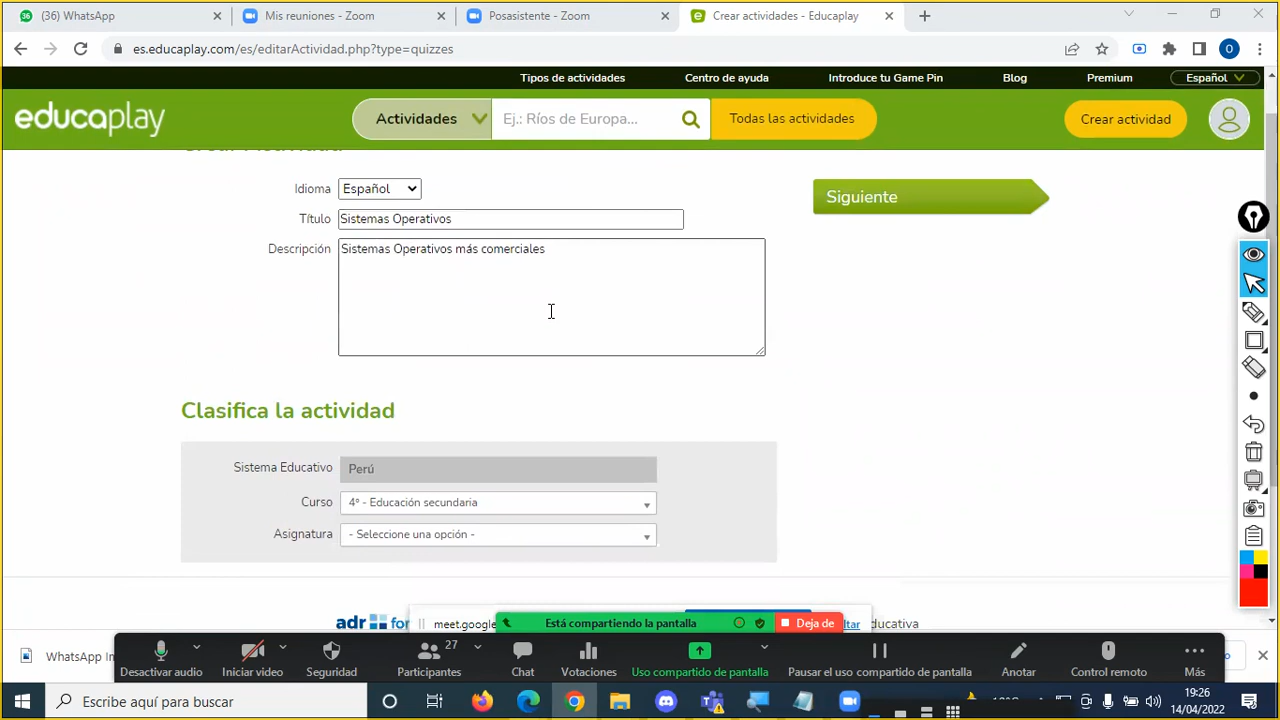 (36) WhatsApp
Mis reuniones - Zoom
Posasistente - Zoom
Crear actividades - Educaplay
es.educaplay.com/es/editarActividad.php?type=quizzes
O
Tipos de actividades
Centro de ayuda
Introduce tu Game Pin
Blog
Premium
Español
educaplay
Actividades
Ej.: Ríos de Europa...
Todas las actividades
Crear actividad
Idioma Español
Siguiente
Título Sistemas Operativos
Descripción Sistemas Operativos más comerciales
Clasifica la actividad
Sistema Educativo Perú
Curso 4º - Educación secundaria
Asignatura - Seleccione una opción -
adr
meet.google
Está compartiendo la pantalla
Deja de
ltar
educativa
WhatsApp
27
Desactivar audio
Iniciar video
Seguridad
Participantes
Chat
Votaciones
Uso compartido de pantalla
Pausar el uso compartido de pantalla
Anotar
Control remoto
Más
Escribe aquí para buscar
19:26
14/04/2022